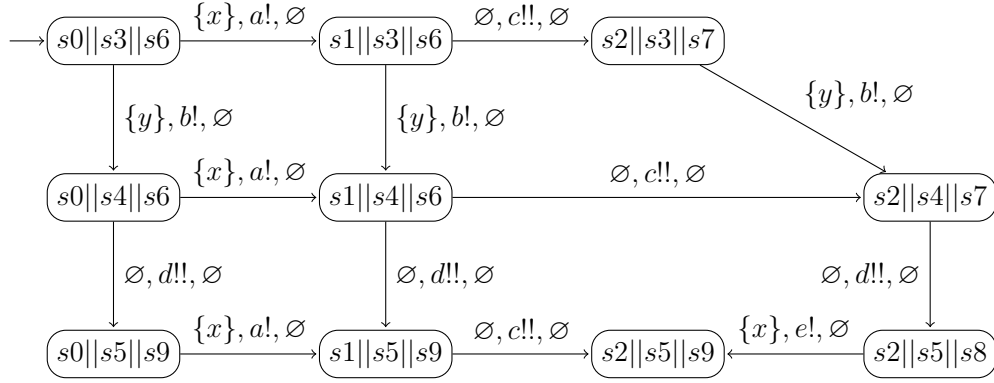 {x}, a!, ∅ ∅, c!!, ∅
s0||s3||s6 s1||s3||s6 s2||s3||s7
{y}, b!, ∅ {y}, b!, ∅ {y}, b!, ∅
{x}, a!, ∅ ∅, c!!, ∅
s0||s4||s6 s1||s4||s6 s2||s4||s7
∅, d!!, ∅ ∅, d!!, ∅ ∅, d!!, ∅
{x}, a!, ∅ ∅, c!!, ∅ {x}, e!, ∅
s0||s5||s9 s1||s5||s9 s2||s5||s9 s2||s5||s8